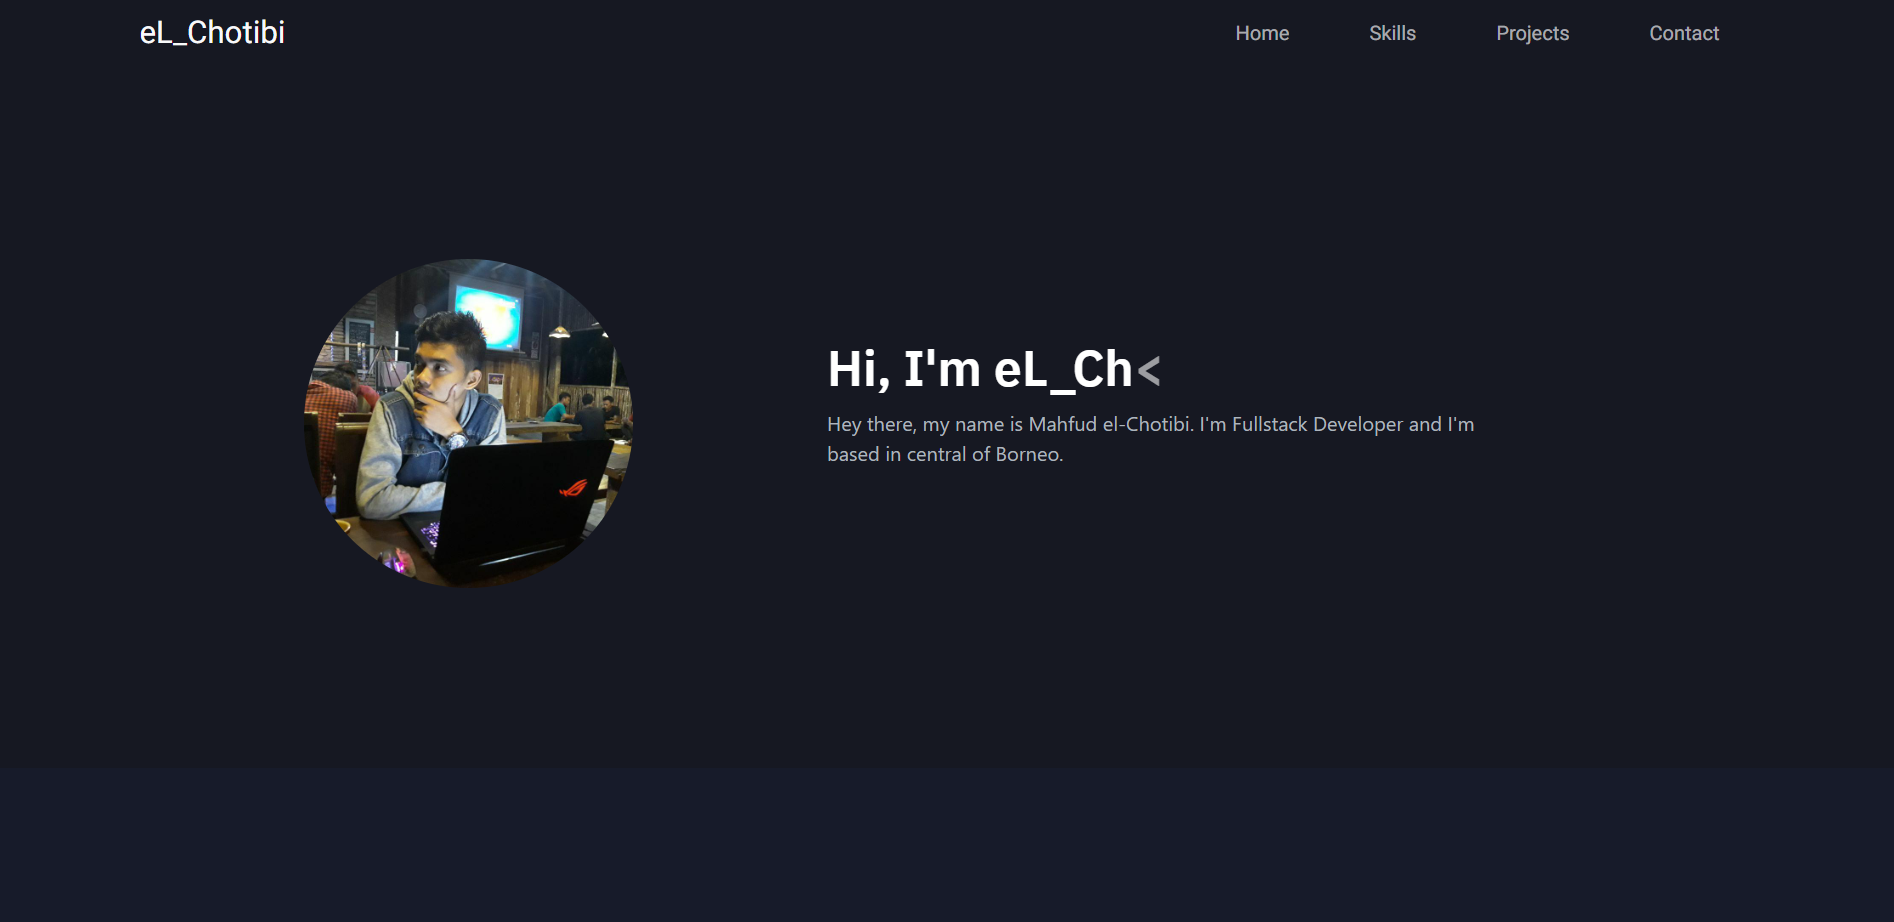 eL_Chotibi
Home Skills Projects Contact
Hi, I'm eL_Ch<
Hey there, my name is Mahfud el-Chotibi. I'm Fullstack Developer and I'm
based in central of Borneo.